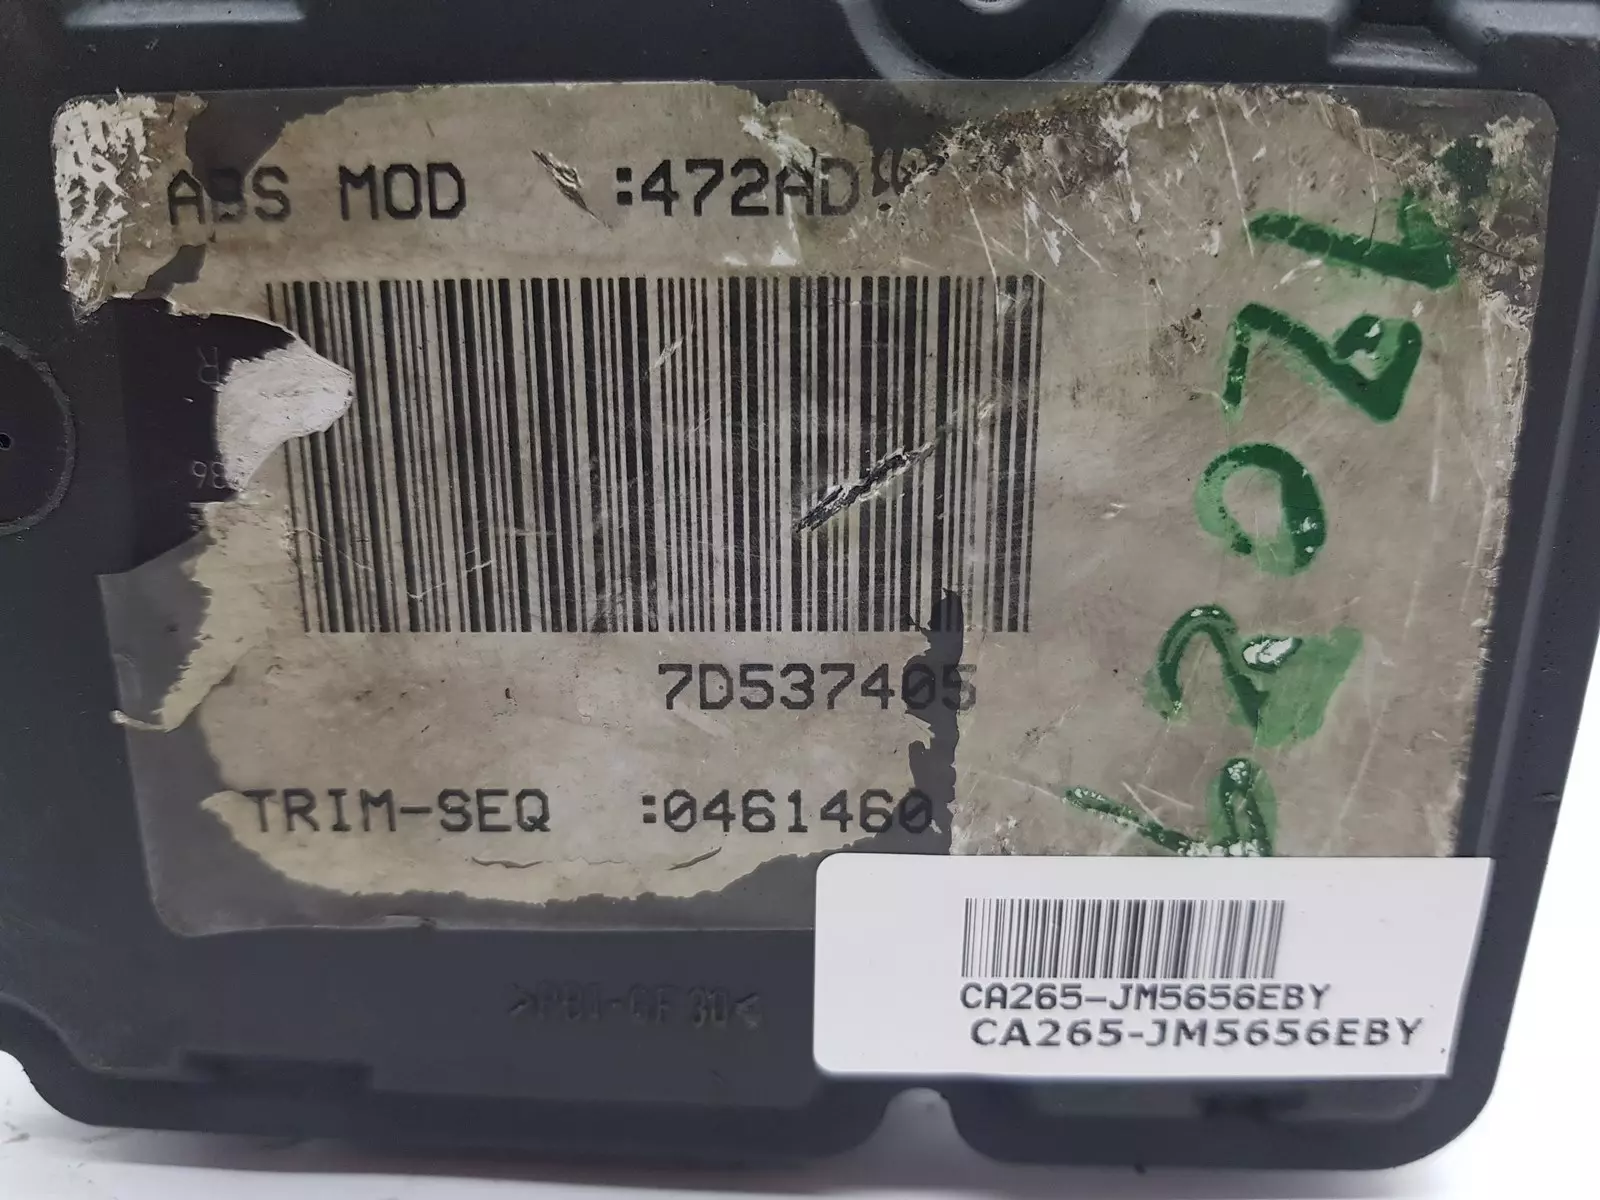 ABS MOD :472AD
7D537405
TRIM-SEQ :0461460
CA265-JM5656EBY
CA265-JM5656EBY